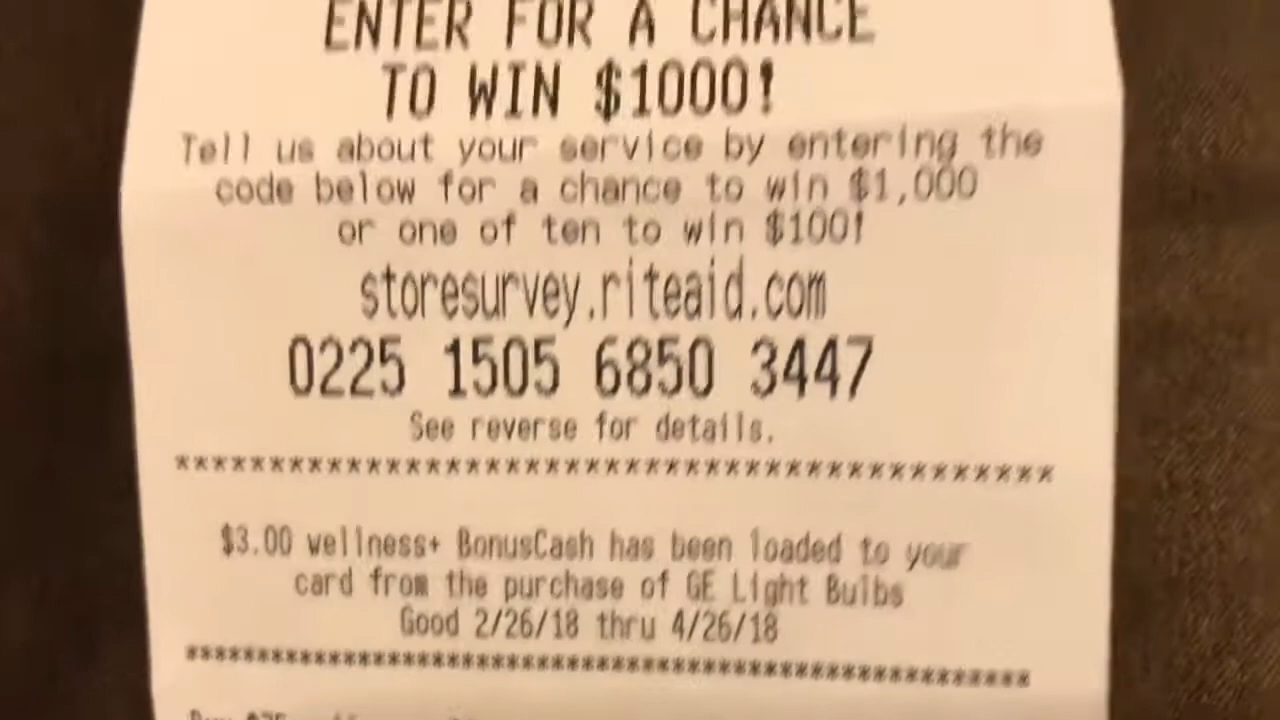 ENTER FOR A CHANCE
TO WIN $1000!
Tell us about your service by entering the
code below for a chance to win $1,000
or one of ten to win $100!
storesurvey.riteaid.com
0225 1505 6850 3447
See reverse for details.
************************************************
$3.00 wellness+ BonusCash has been loaded to your
card from the purchase of GE Light Bulbs
Good 2/26/18 thru 4/26/18
************************************************